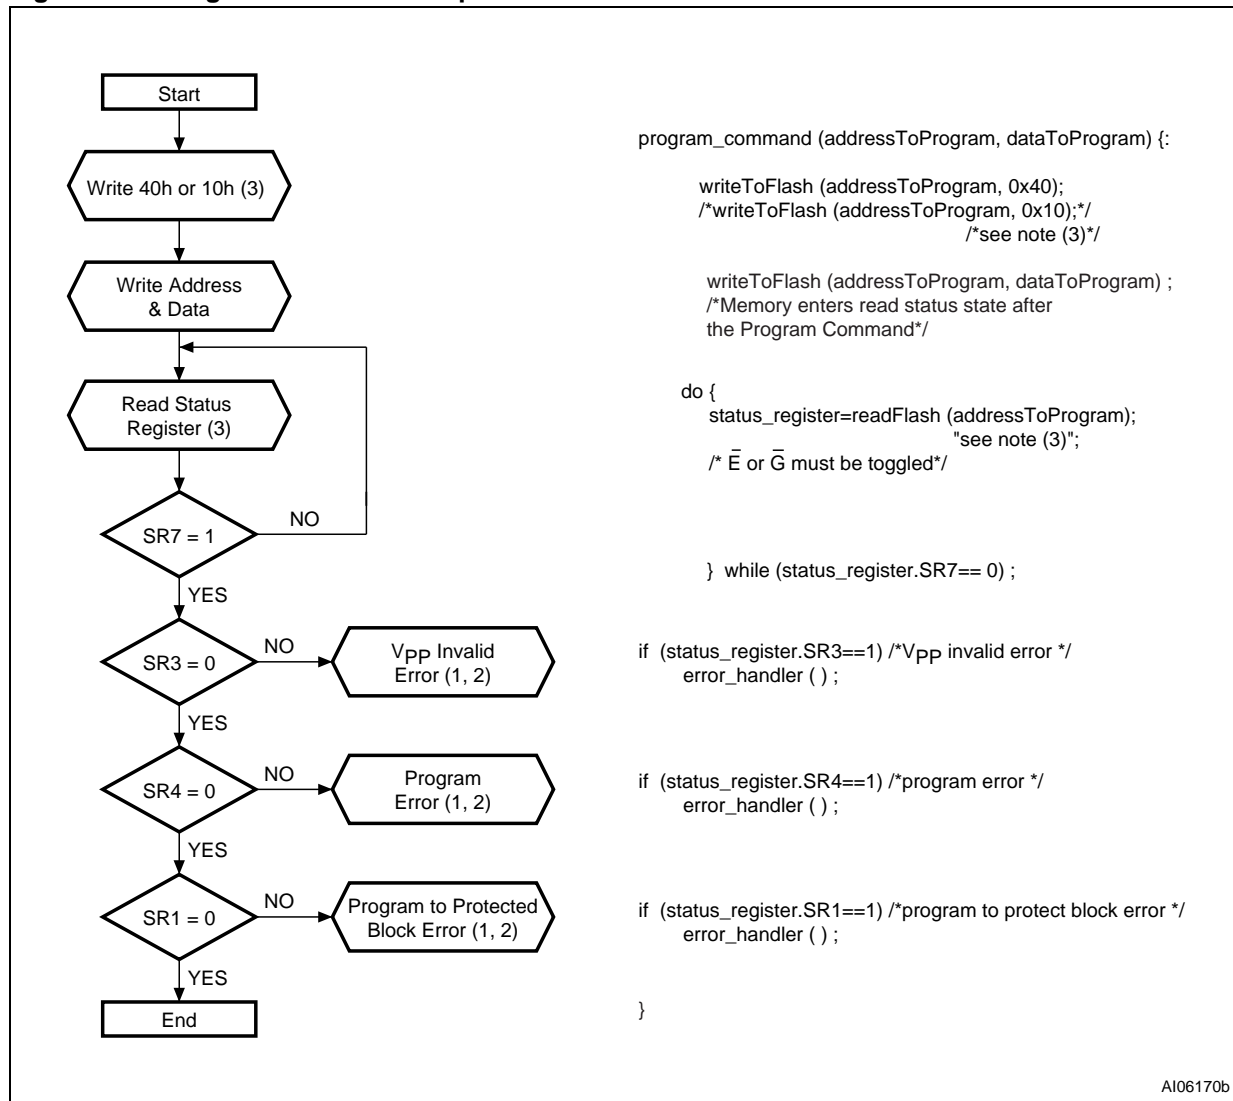 Start
Write 40h or 10h (3)
Write Address
& Data
Read Status
Register (3)
SR7 = 1
NO
YES
SR3 = 0
NO
VPP Invalid
Error (1, 2)
YES
SR4 = 0
NO
Program
Error (1, 2)
YES
SR1 = 0
NO
Program to Protected
Block Error (1, 2)
YES
End
program_command (addressToProgram, dataToProgram) {:
writeToFlash (addressToProgram, 0x40);
/*writeToFlash (addressToProgram, 0x10);*/
/*see note (3)*/
writeToFlash (addressToProgram, dataToProgram) ;
/*Memory enters read status state after
the Program Command*/
do {
status_register=readFlash (addressToProgram);
"see note (3)";
/* E̅ or G̅ must be toggled*/
} while (status_register.SR7== 0) ;
if (status_register.SR3==1) /*VPP invalid error */
error_handler ( ) ;
if (status_register.SR4==1) /*program error */
error_handler ( ) ;
if (status_register.SR1==1) /*program to protect block error */
error_handler ( ) ;
}
AI06170b